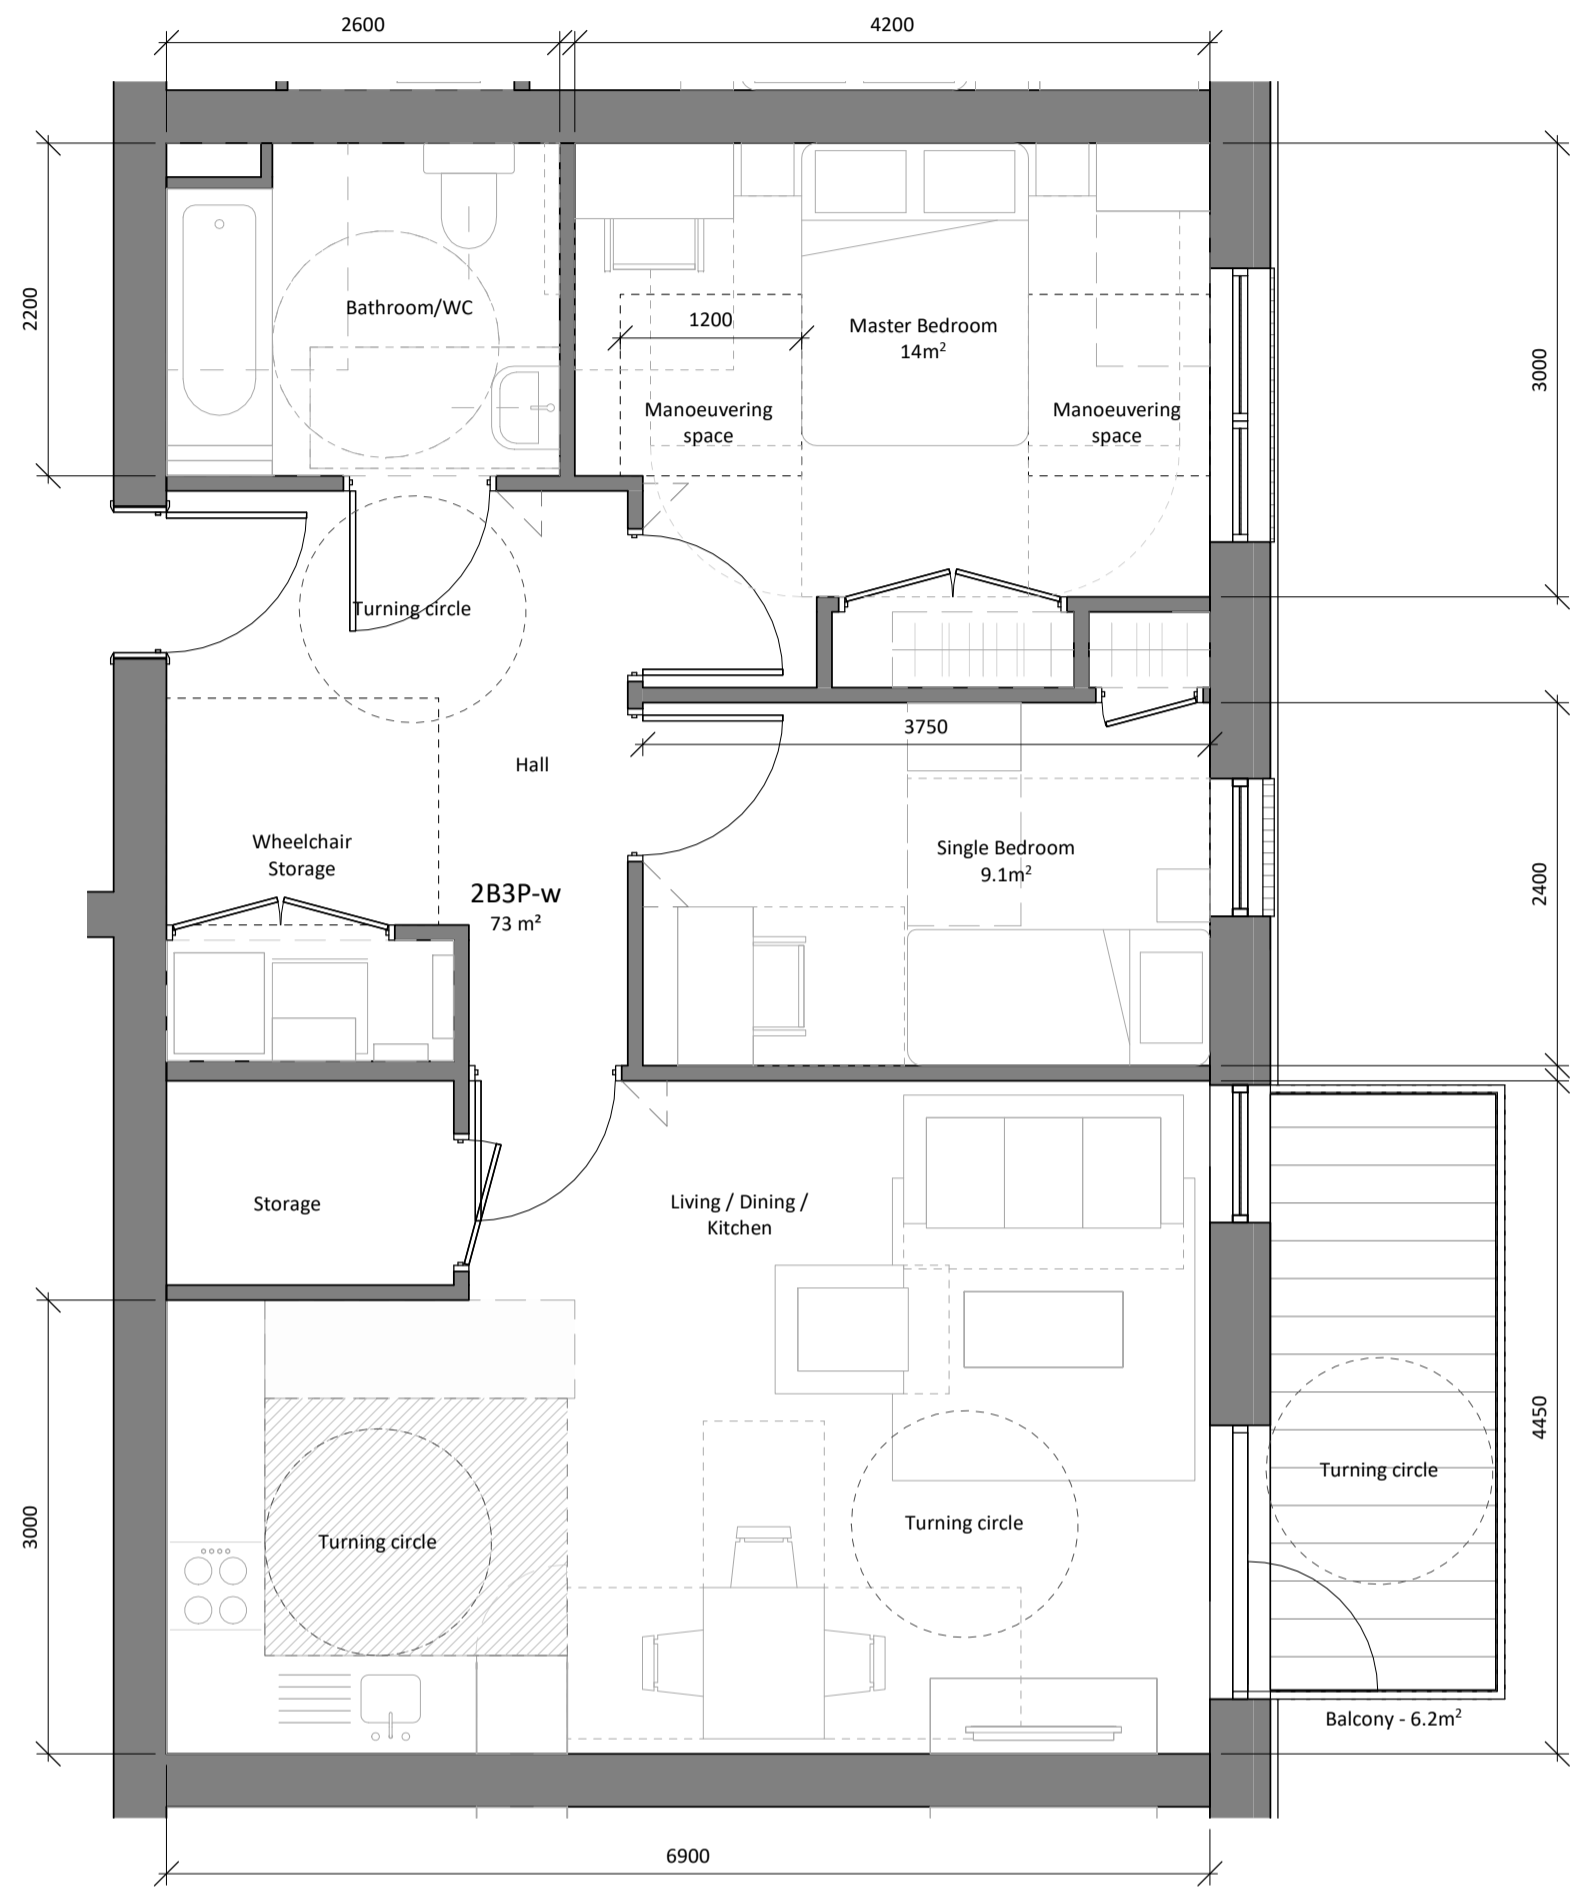 2600
4200
2200
Bathroom/WC
1200
Master Bedroom
14m²
3000
Manoeuvering
space
Manoeuvering
space
Turning circle
3750
Hall
Wheelchair
Storage
Single Bedroom
9.1m²
2400
2B3P-w
73 m²
Storage
Living / Dining /
Kitchen
4450
Turning circle
3000
Turning circle
Turning circle
Balcony - 6.2m²
6900